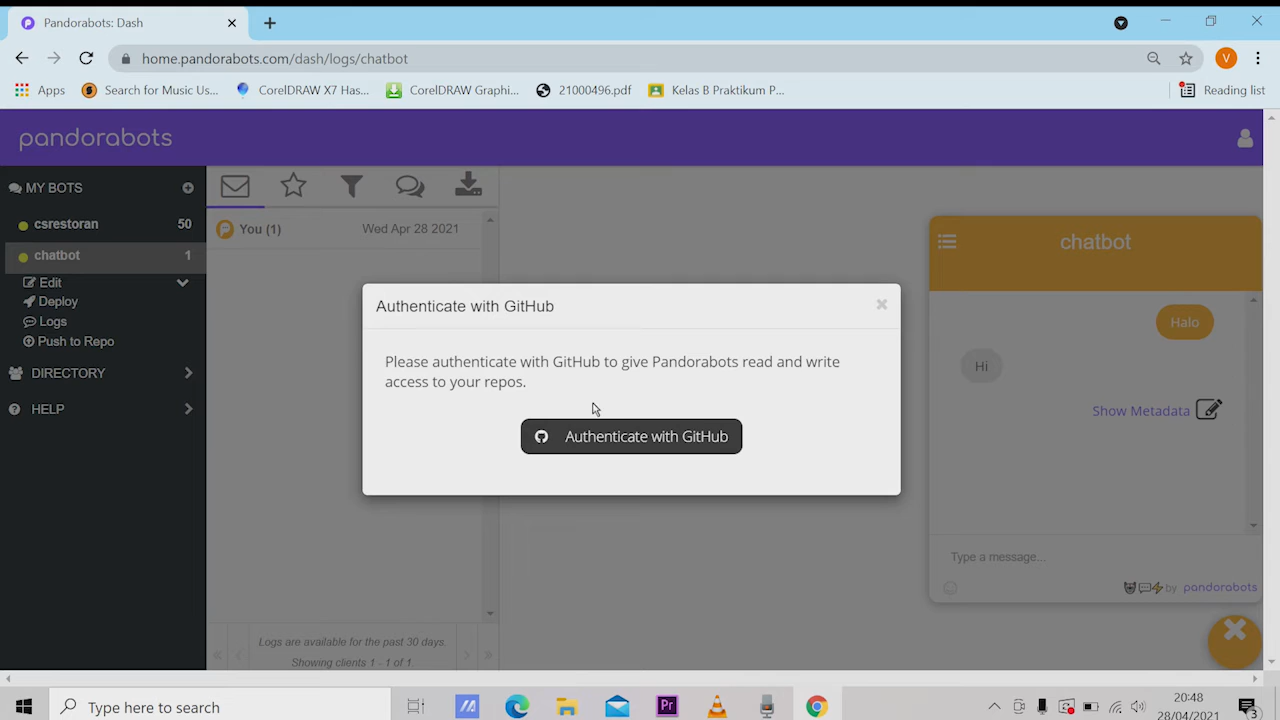 Pandorabots: Dash
home.pandorabots.com/dash/logs/chatbot
Apps Search for Music Us... CorelDRAW X7 Has... CorelDRAW Graphi... 21000496.pdf Kelas B Praktikum P... Reading list
V
pandorabots
MY BOTS
csrestoran 50
chatbot 1
Edit
Deploy
Logs
Push to Repo
DIRECTORY
HELP
You (1) Wed Apr 28 2021
Logs are available for the past 30 days.
Showing clients 1 - 1 of 1.
Authenticate with GitHub
Please authenticate with GitHub to give Pandorabots read and write
access to your repos.
Authenticate with GitHub
chatbot
Halo
Hi
Show Metadata
Type a message...
by pandorabots
Type here to search
Pr
20:48
28/04/2021
3